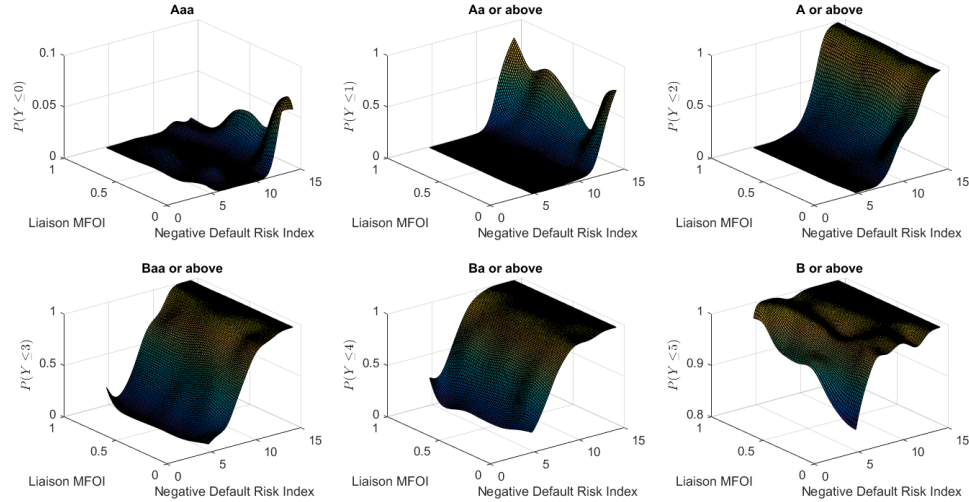 Aaa
Aa or above
A or above
0.1
0.05
0
P(Y ≤0)
1
0.5
0
0
5
10
15
Liaison MFOI
Negative Default Risk Index
1
0.5
0
P(Y ≤1)
1
0.5
0
0
5
10
15
Liaison MFOI
Negative Default Risk Index
1
0.5
0
P(Y ≤2)
1
0.5
0
0
5
10
15
Liaison MFOI
Negative Default Risk Index
Baa or above
Ba or above
B or above
1
0.5
0
P(Y ≤3)
1
0.5
0
0
5
10
15
Liaison MFOI
Negative Default Risk Index
1
0.5
0
P(Y ≤4)
1
0.5
0
0
5
10
15
Liaison MFOI
Negative Default Risk Index
1
0.9
0.8
P(Y ≤5)
1
0.5
0
0
5
10
15
Liaison MFOI
Negative Default Risk Index